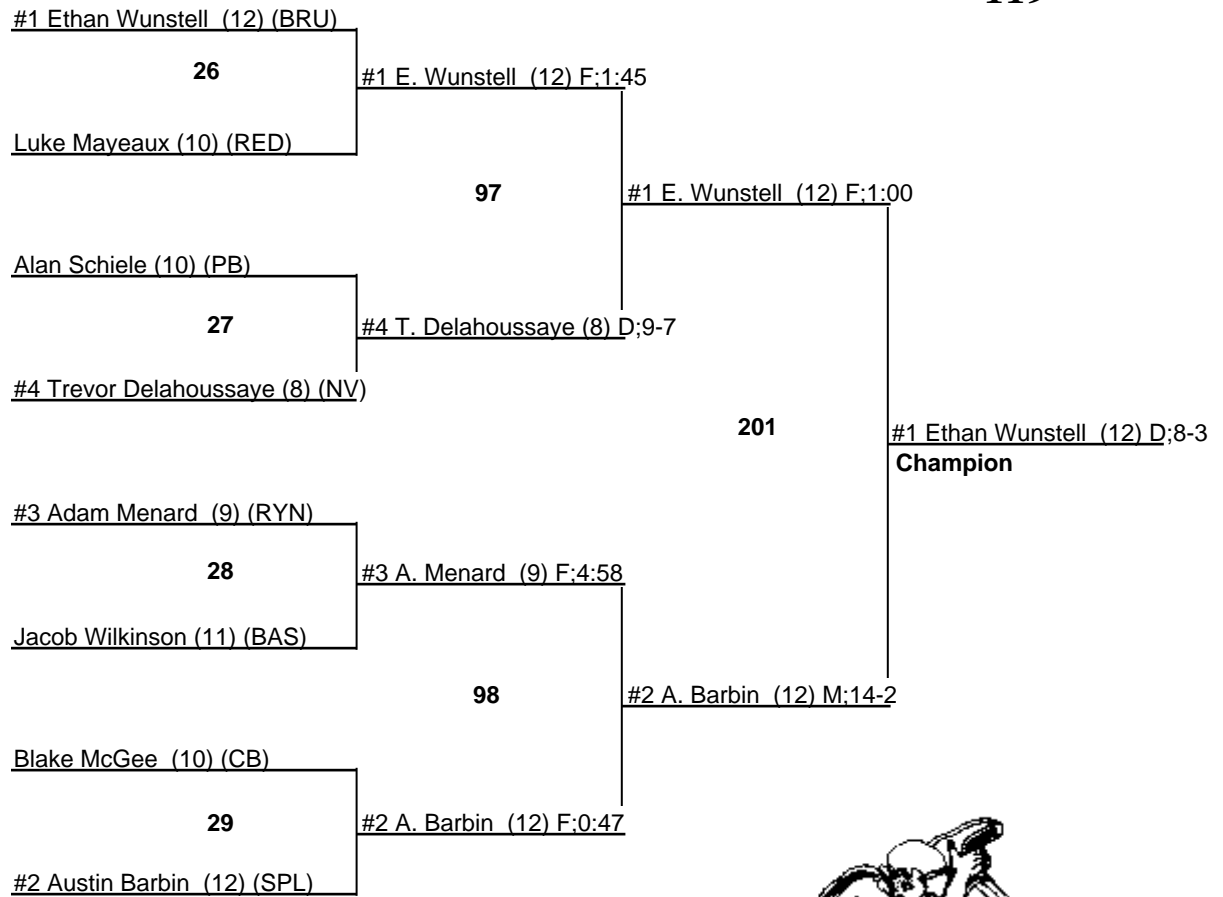 #1 Ethan Wunstell (12) (BRU)
26
#1 E. Wunstell (12) F;1:45
Luke Mayeaux (10) (RED)
97
#1 E. Wunstell (12) F;1:00
Alan Schiele (10) (PB)
27
#4 T. Delahoussaye (8) D;9-7
#4 Trevor Delahoussaye (8) (NV)
201
#1 Ethan Wunstell (12) D;8-3
Champion
#3 Adam Menard (9) (RYN)
28
#3 A. Menard (9) F;4:58
Jacob Wilkinson (11) (BAS)
98
#2 A. Barbin (12) M;14-2
Blake McGee (10) (CB)
29
#2 A. Barbin (12) F;0:47
#2 Austin Barbin (12) (SPL)